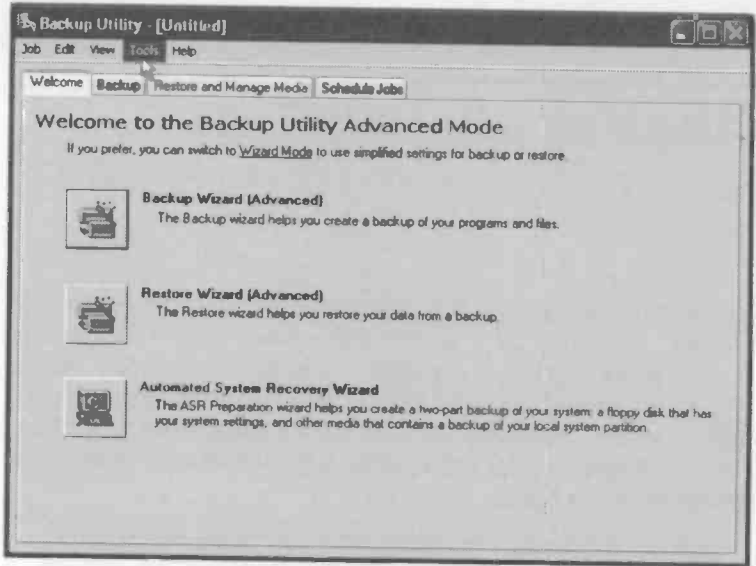 Backup Utility - [Untitled]
Job Edit View Tools Help
Welcome Backup Restore and Manage Media Schedule Jobs
Welcome to the Backup Utility Advanced Mode
If you prefer, you can switch to Wizard Mode to use simplified settings for backup or restore.
Backup Wizard (Advanced)
The Backup wizard helps you create a backup of your programs and files.
Restore Wizard (Advanced)
The Restore wizard helps you restore your data from a backup.
Automated System Recovery Wizard
The ASR Preparation wizard helps you create a two-part backup of your system: a floppy disk that has
your system settings, and other media that contains a backup of your local system partition.